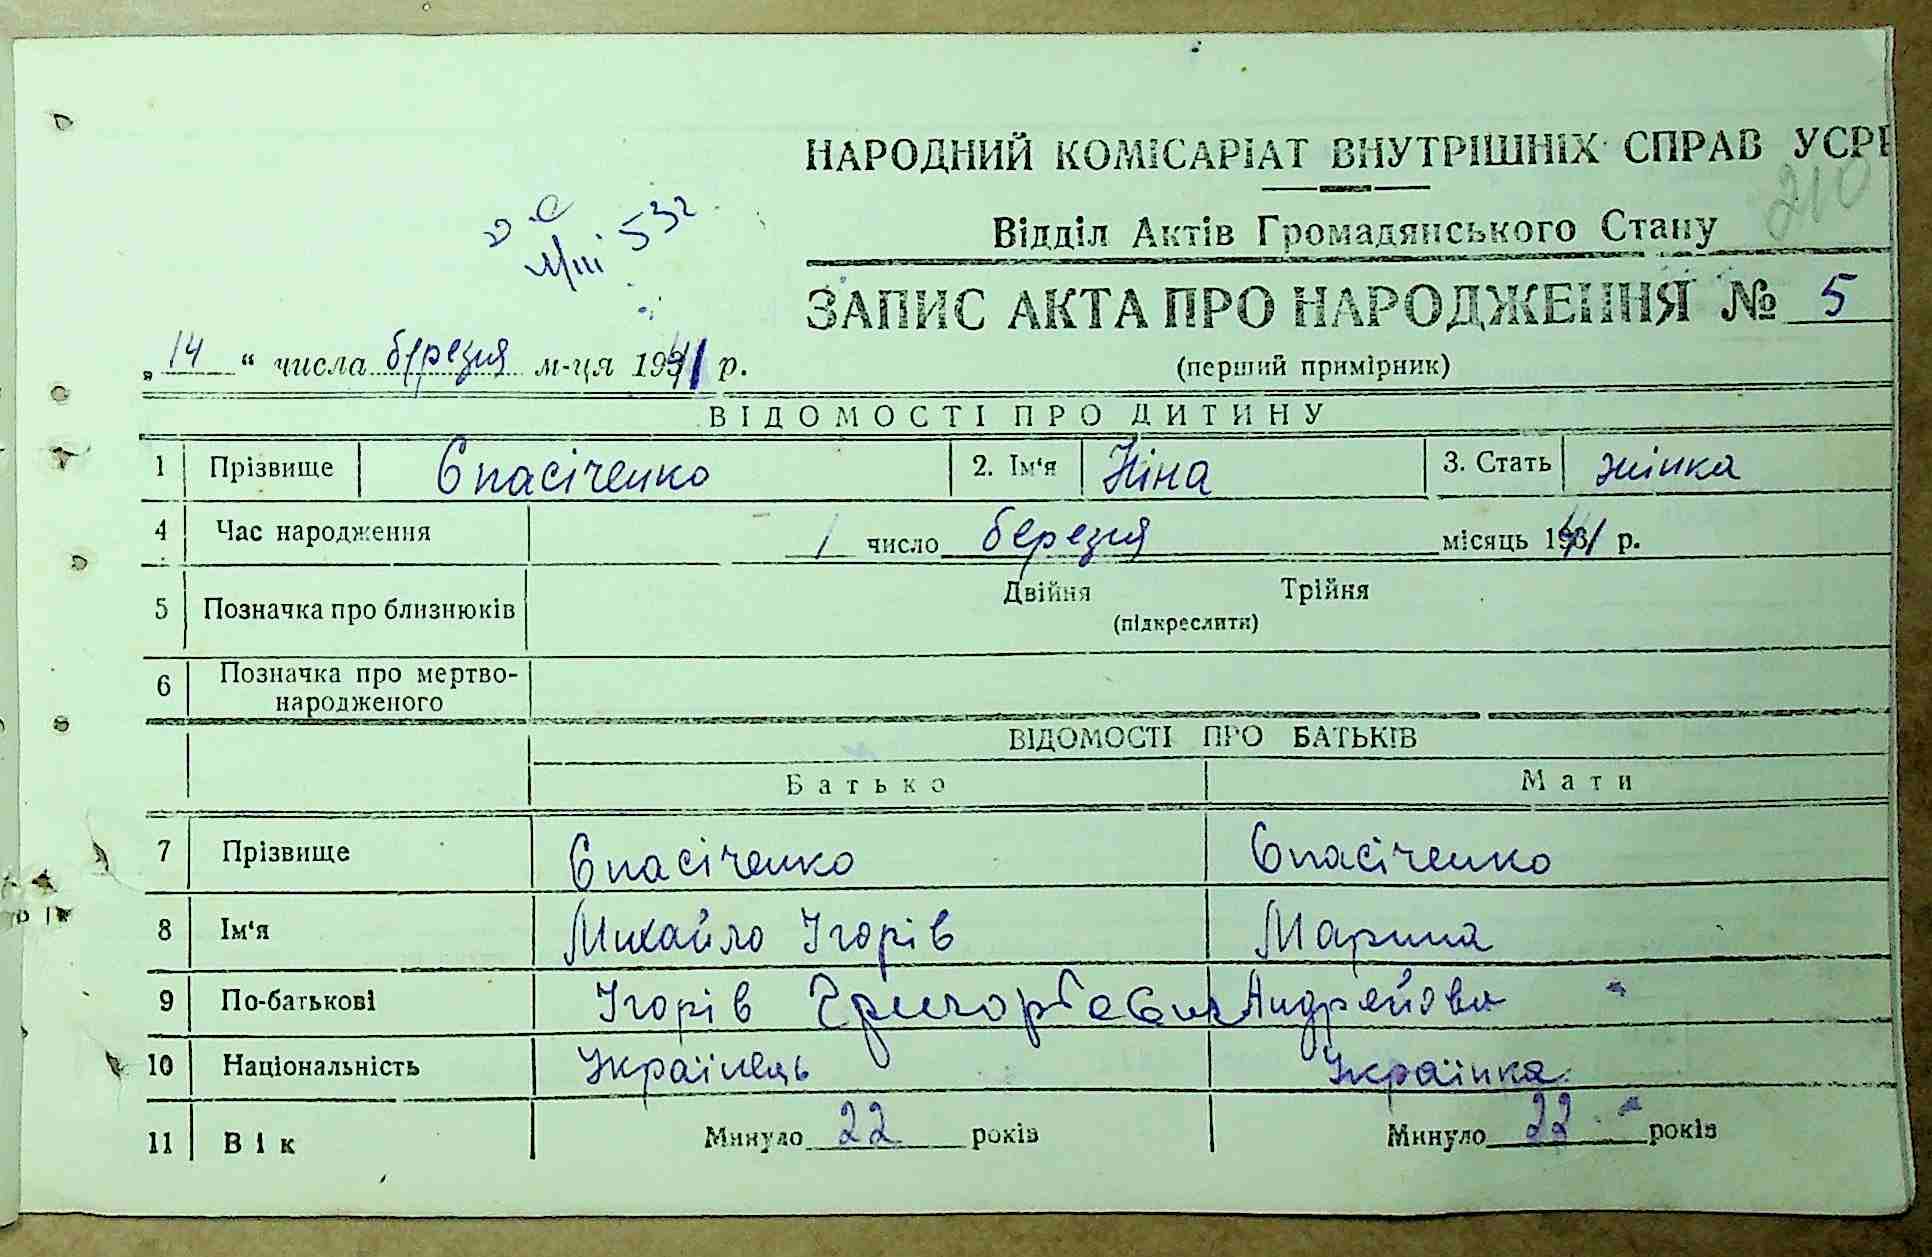 НАРОДНИЙ КОМІСАРІАТ ВНУТРІШНІХ СПРАВ УСРР
210
Відділ Актів Громадянського Стану
532
ЗАПИС АКТА ПРО НАРОДЖЕННЯ № 5
„ 14 “ числа березня м-ця 1941 р.
(перший примірник)
ВІДОМОСТІ ПРО ДИТИНУ
1 Прізвище Спасіченко 2. Ім‘я Ніна 3. Стать жінка
4 Час народження 1 число березня місяць 1941 р.
5 Позначка про близнюків Двійня Трійня
(підкреслити)
6 Позначка про мертво-
народженого
ВІДОМОСТІ ПРО БАТЬКІВ
Батько Мати
7 Прізвище Спасіченко Спасіченко
8 Ім‘я Михайло Ігорів Марина
9 По-батькові Ігорів Андрейовн
10 Національність Українець Українка
11 Вік Минуло 22 років Минуло 22 років